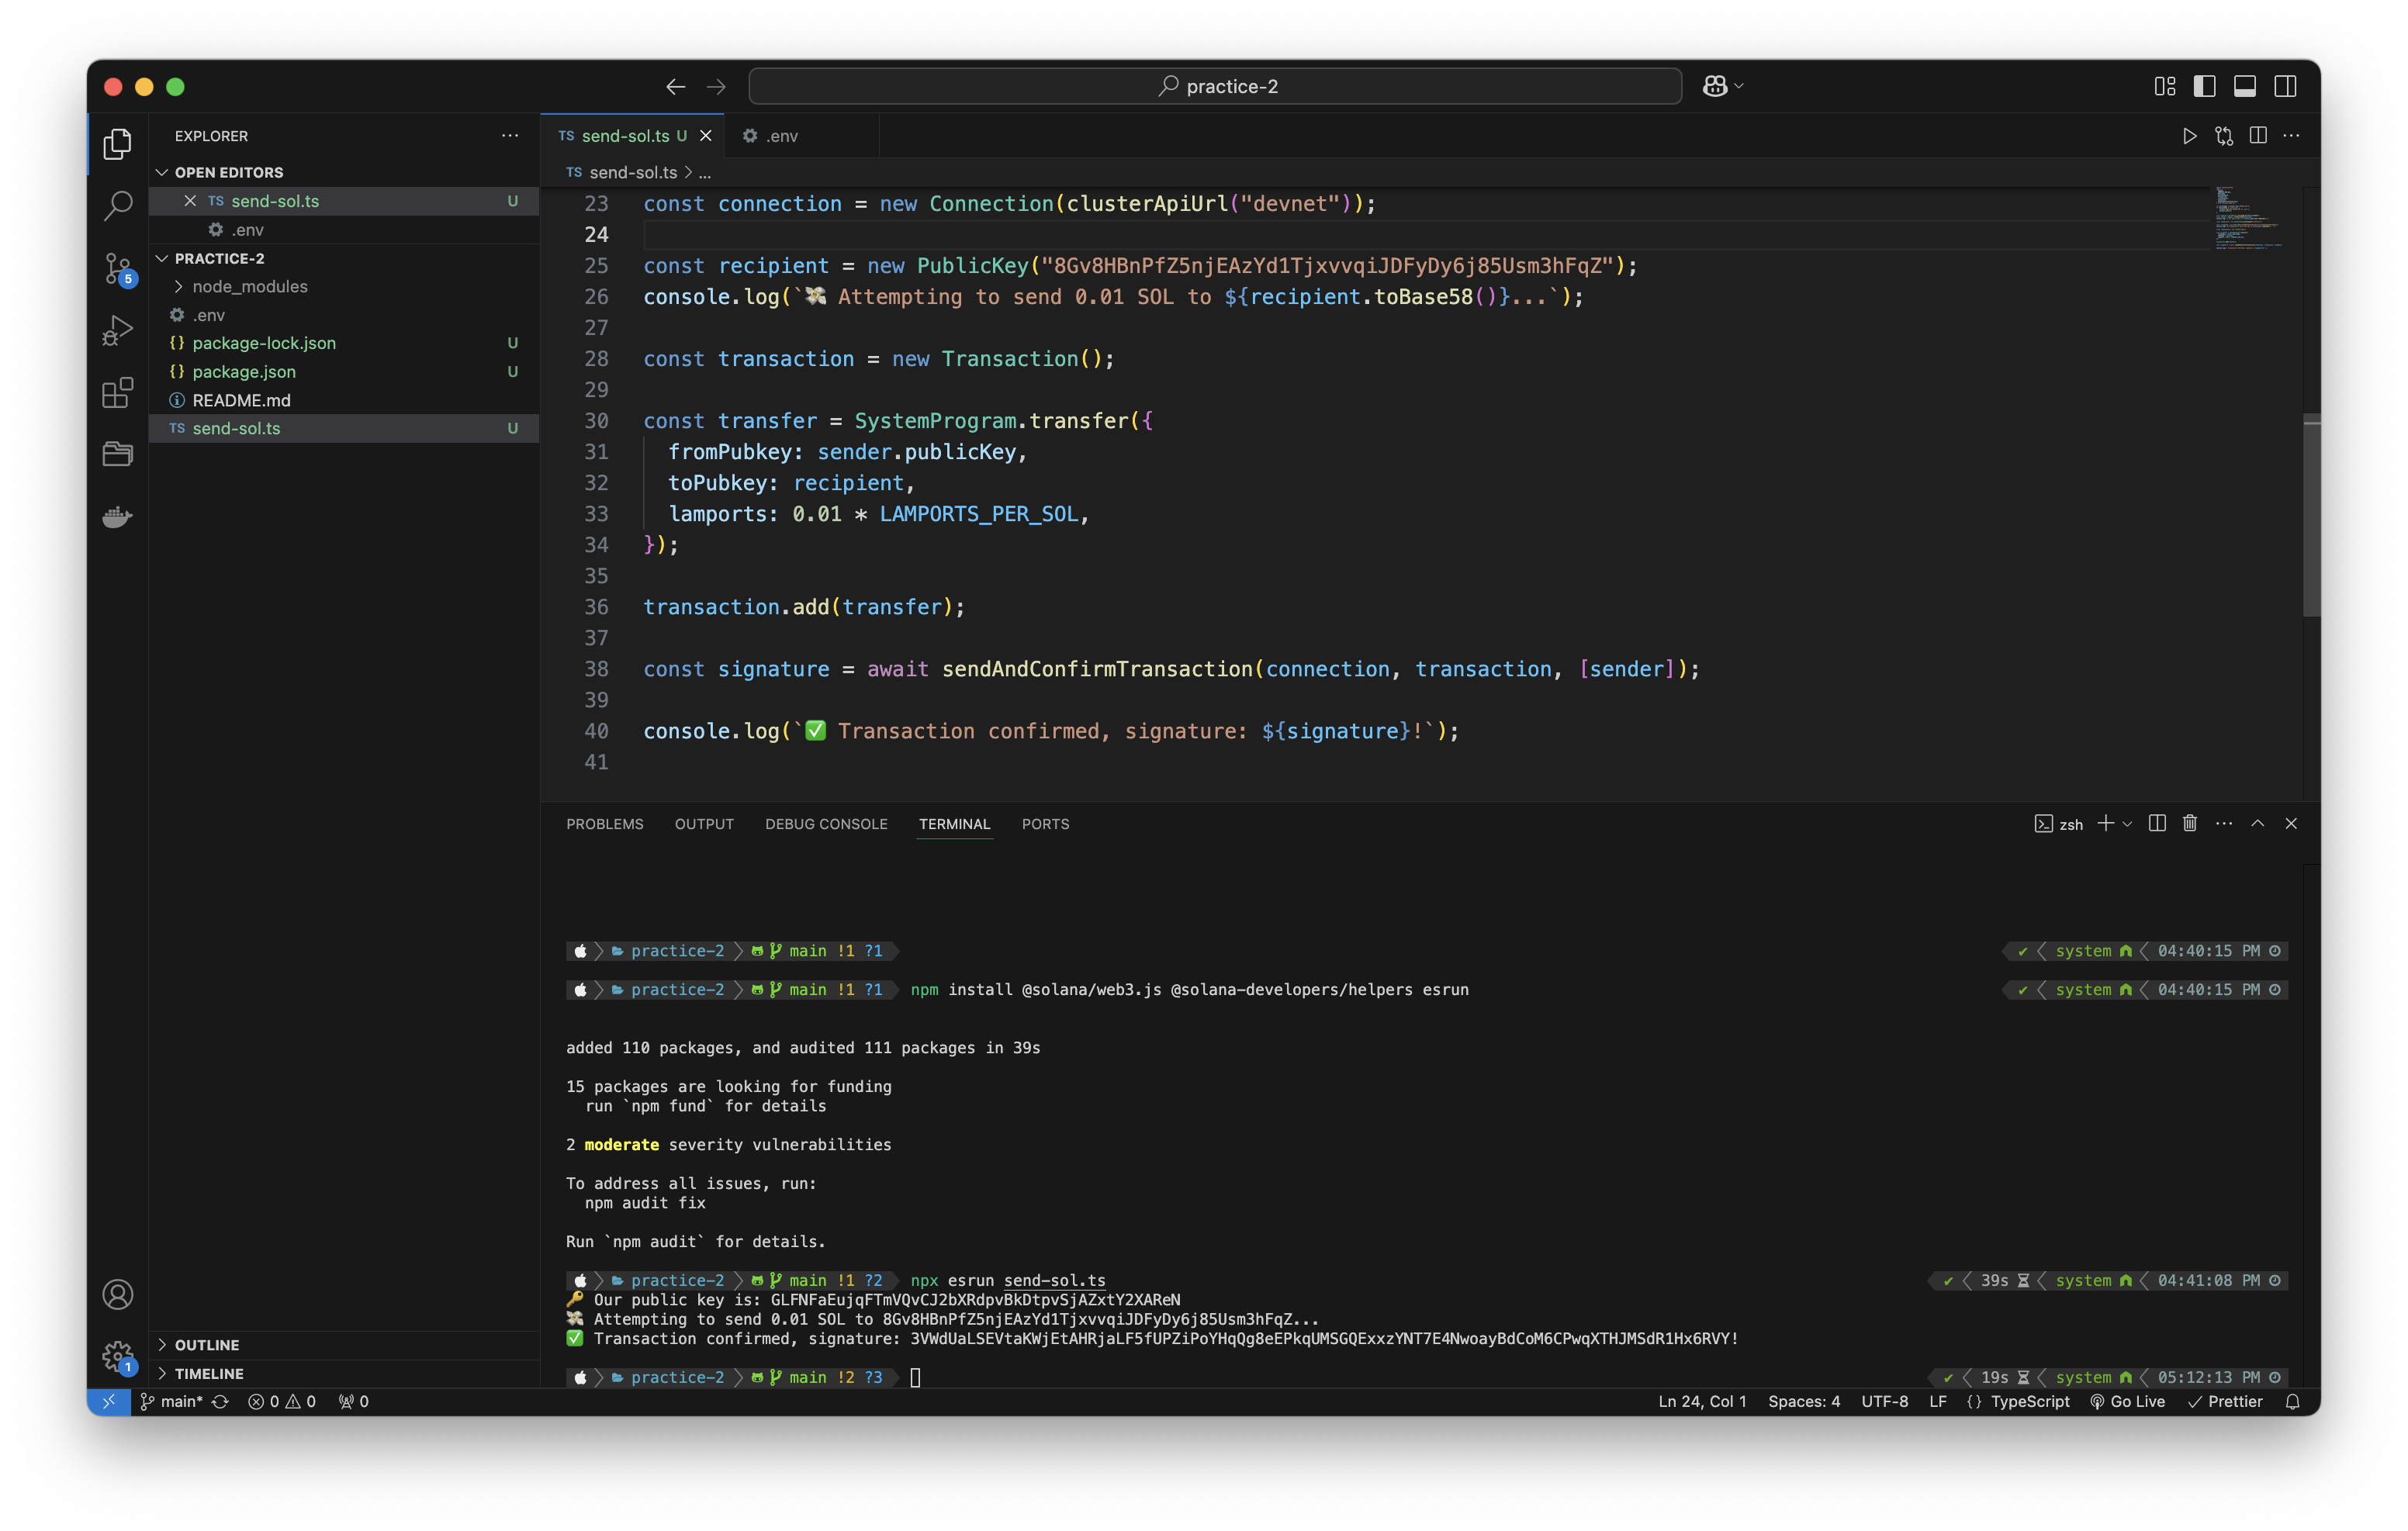 practice-2
EXPLORER
OPEN EDITORS
TS send-sol.ts U
.env
PRACTICE-2
node_modules
.env
{} package-lock.json U
{} package.json U
README.md
TS send-sol.ts U
5
1
OUTLINE
TIMELINE
TS send-sol.ts U
.env
TS send-sol.ts > ...
23 const connection = new Connection(clusterApiUrl("devnet"));
24
25 const recipient = new PublicKey("8Gv8HBnPfZ5njEAzYd1TjxvvqiJDFyDy6j85Usm3hFqZ");
26 console.log(`💸 Attempting to send 0.01 SOL to ${recipient.toBase58()}...`);
27
28 const transaction = new Transaction();
29
30 const transfer = SystemProgram.transfer({
31 fromPubkey: sender.publicKey,
32 toPubkey: recipient,
33 lamports: 0.01 * LAMPORTS_PER_SOL,
34 });
35
36 transaction.add(transfer);
37
38 const signature = await sendAndConfirmTransaction(connection, transaction, [sender]);
39
40 console.log(`✅ Transaction confirmed, signature: ${signature}!`);
41
PROBLEMS OUTPUT DEBUG CONSOLE TERMINAL PORTS
zsh
practice-2 main !1 ?1 ✔ system 04:40:15 PM
practice-2 main !1 ?1 npm install @solana/web3.js @solana-developers/helpers esrun ✔ system 04:40:15 PM
added 110 packages, and audited 111 packages in 39s
15 packages are looking for funding
run `npm fund` for details
2 moderate severity vulnerabilities
To address all issues, run:
npm audit fix
Run `npm audit` for details.
practice-2 main !1 ?2 npx esrun send-sol.ts ✔ 39s system 04:41:08 PM
🔑 Our public key is: GLFNFaEujqFTmVQvCJ2bXRdpvBkDtpvSjAZxtY2XAReN
💸 Attempting to send 0.01 SOL to 8Gv8HBnPfZ5njEAzYd1TjxvvqiJDFyDy6j85Usm3hFqZ...
✅ Transaction confirmed, signature: 3VWdUaLSEVtaKWjEtAHRjaLF5fUPZiPoYHqQg8eEPkqUMSGQExxzYNT7E4NwoayBdCoM6CPwqXTHJMSdR1Hx6RVY!
practice-2 main !2 ?3 ✔ 19s system 05:12:13 PM
main* 0 0 0 Ln 24, Col 1 Spaces: 4 UTF-8 LF {} TypeScript Go Live Prettier